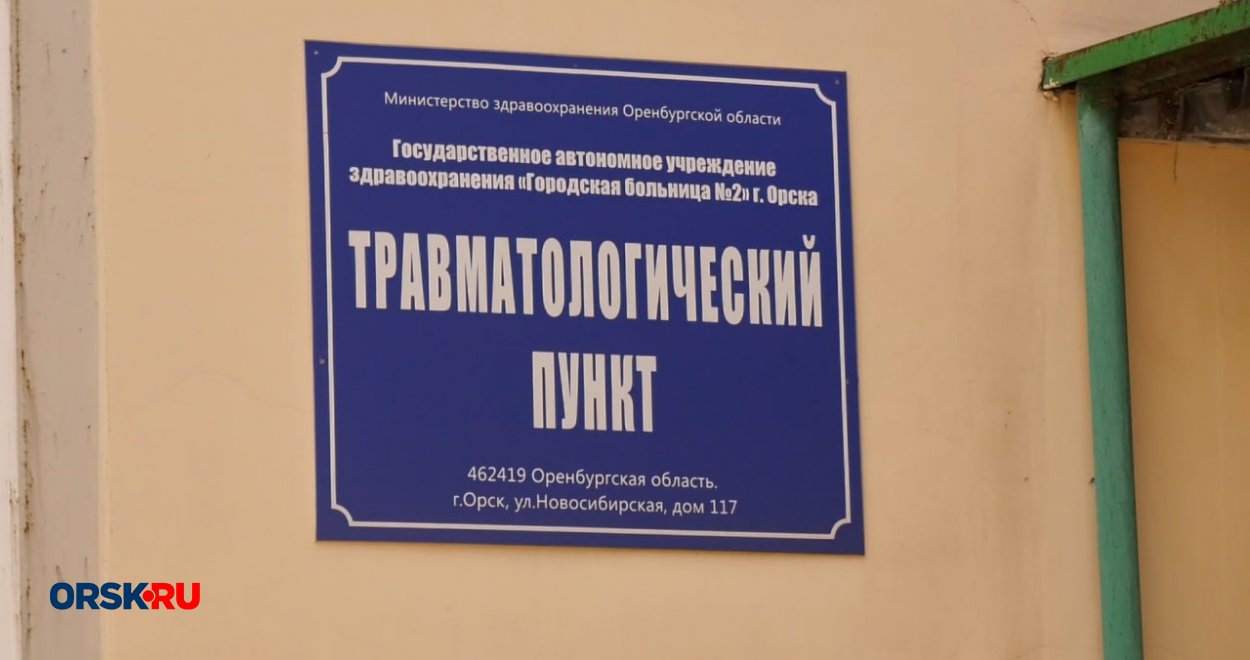 Министерство здравоохранения Оренбургской области
Государственное автономное учреждение
здравоохранения «Городская больница №2» г. Орска
ТРАВМАТОЛОГИЧЕСКИЙ
ПУНКТ
462419 Оренбургская область.
г.Орск, ул.Новосибирская, дом 117
ORSK.RU